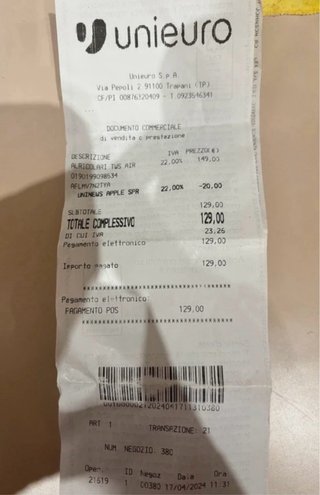 unieuro
Unieuro S.p.A.
Via Pepoli 2 91100 Trapani (TP)
CF/PI 00876320409 - T.0923546341
DOCUMENTO COMMERCIALE
di vendita o prestazione
DESCRIZIONE IVA PREZZO(€)
AURICOLARI TWS AIR 22,00% 149,00
0190199098534
AFLMV7N2TYA
UNINEWS APPLE SPR 22,00% -20,00
129,00
SUBTOTALE 129,00
TOTALE COMPLESSIVO
DI CUI IVA 23,26
Pagamento elettronico 129,00
Importo pagato 129,00
Pagamento elettronico
PAGAMENTO POS 129,00
ART 1 TRANSAZIONE: 21
NUM. NEGOZIO: 380
Oper. ID Negoz Data Ora
21619 1 00380 17/04/2024 11:31